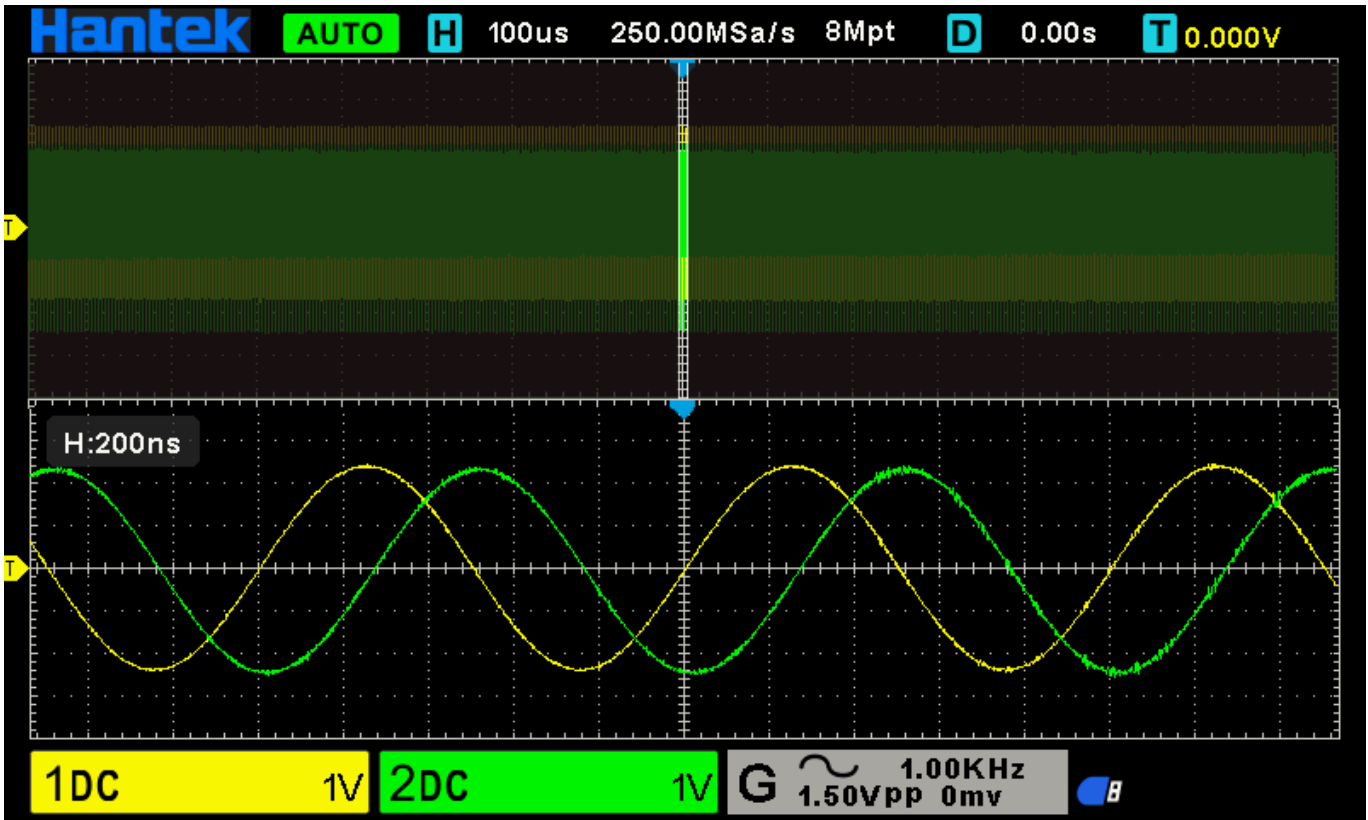 Hantek AUTO H 100us 250.00MSa/s 8Mpt D 0.00s T 0.000V
T
H:200ns
T
1DC 1V 2DC 1V G 1.00KHz
1.50Vpp 0mv